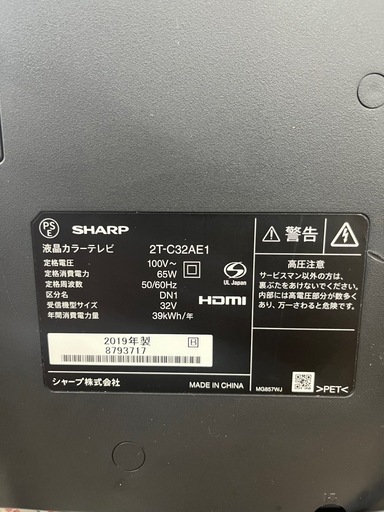 PS
E
SHARP
液晶カラーテレビ 2T-C32AE1
定格電圧 100V～
定格消費電力 65W
定格周波数 50/60Hz
区分名 DN1
受信機型サイズ 32V
年間消費電力量 39kWh/年
S
UL Japan
HDMI
2019年製 B
8793717
シャープ株式会社 MADE IN CHINA
警告
高圧注意
サービスマン以外の方は、
裏ぶたをあけないでください。
内部には高電圧部分が数多く
あり、万一さわると危険です。
MG857WJ
>PET<